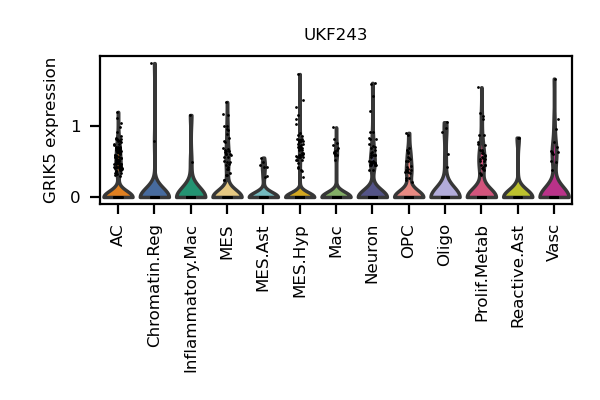 UKF243
GRIK5 expression
1
0
AC
Chromatin.Reg
Inflammatory.Mac
MES
MES.Ast
MES.Hyp
Mac
Neuron
OPC
Oligo
Prolif.Metab
Reactive.Ast
Vasc